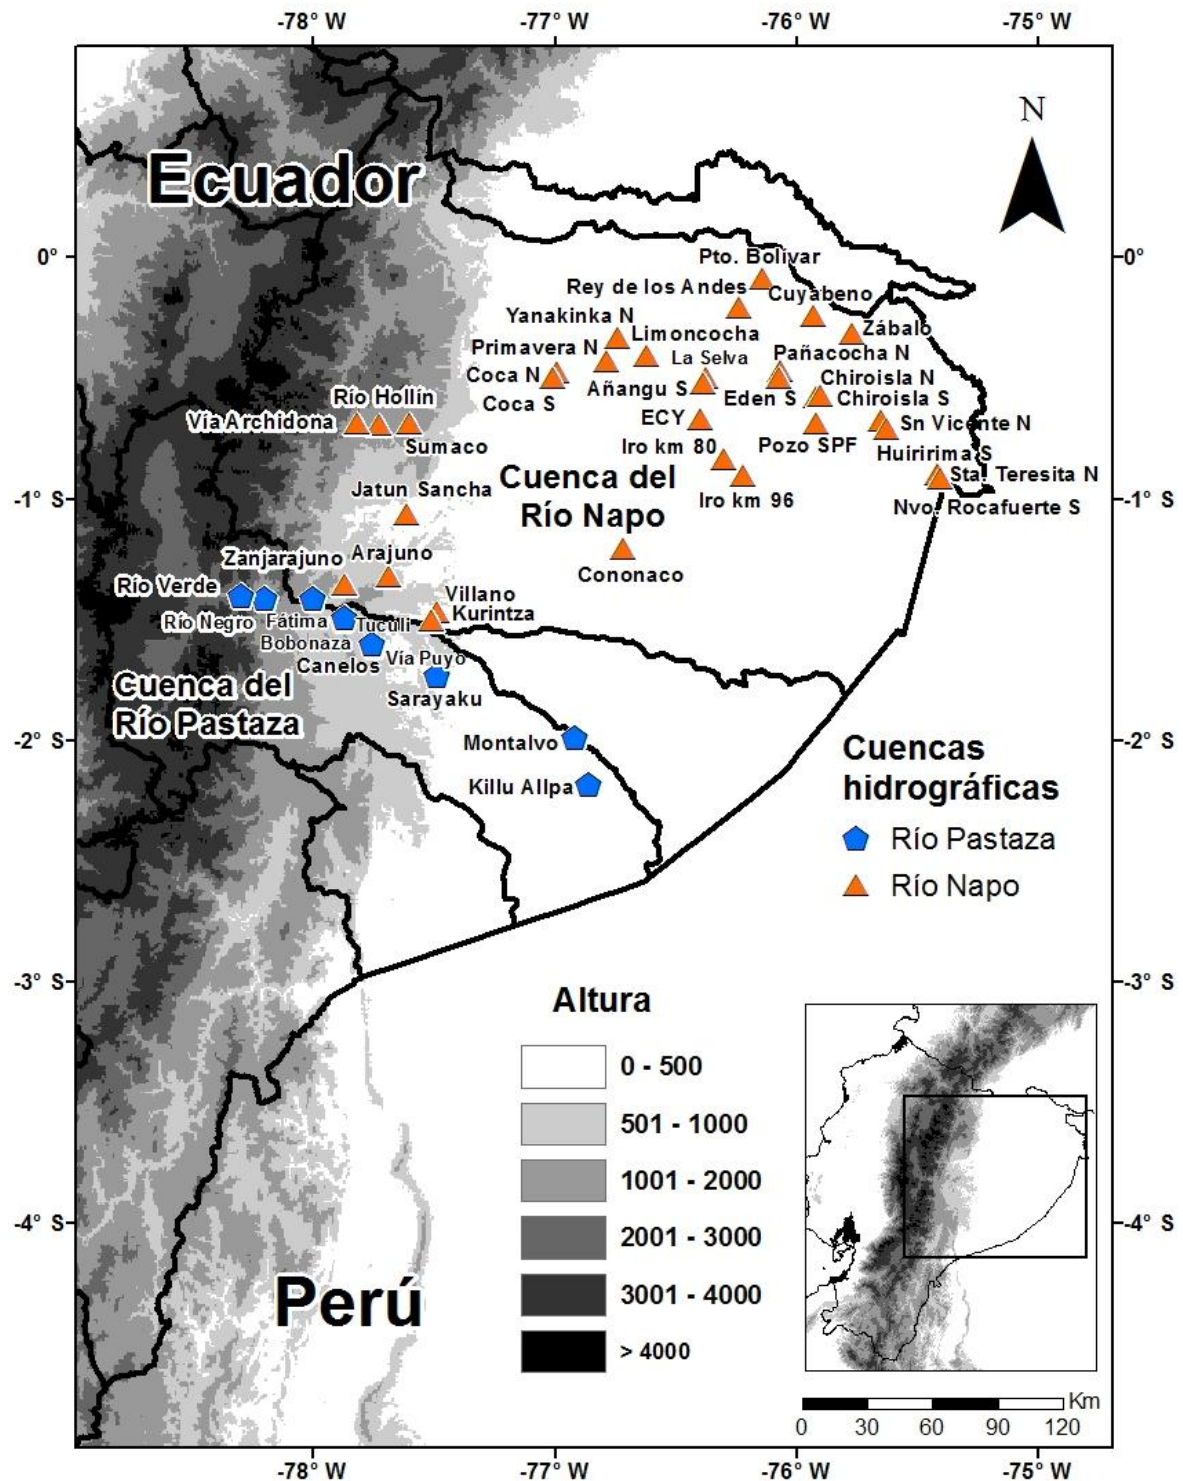 -78° W
-77° W
-76° W
-75° W
N
Ecuador
0°
0°
Pto. Bolivar
Rey de los Andes
Cuyabeno
Yanakinka N
Limoncocha
Zábalo
Primavera N
La Selva
Pañacocha N
Coca N
Añangu S
Eden S
Chiroisla N
Coca S
Chiroisla S
Río Hollín
Vía Archidona
ECY
Sn Vicente N
Sumaco
Iro km 80
Pozo SPF
Huiririma S
Jatun Sancha
Cuenca del
Río Napo
Iro km 96
Sta. Teresita N
-1° S
-1° S
Nvo. Rocafuerte S
Zanjarajuno
Arajuno
Cononaco
Río Verde
Villano
Kurintza
Río Negro
Fátima
Tuculi
Bobonaza
Canelos
Vía Puyo
Cuenca del
Río Pastaza
Sarayaku
-2° S
-2° S
Montalvo
Killu Allpa
Cuencas
hidrográficas
Río Pastaza
Río Napo
-3° S
-3° S
Altura
0 - 500
501 - 1000
1001 - 2000
2001 - 3000
3001 - 4000
> 4000
-4° S
-4° S
Perú
Km
0 30 60 90 120
-78° W
-77° W
-76° W
-75° W